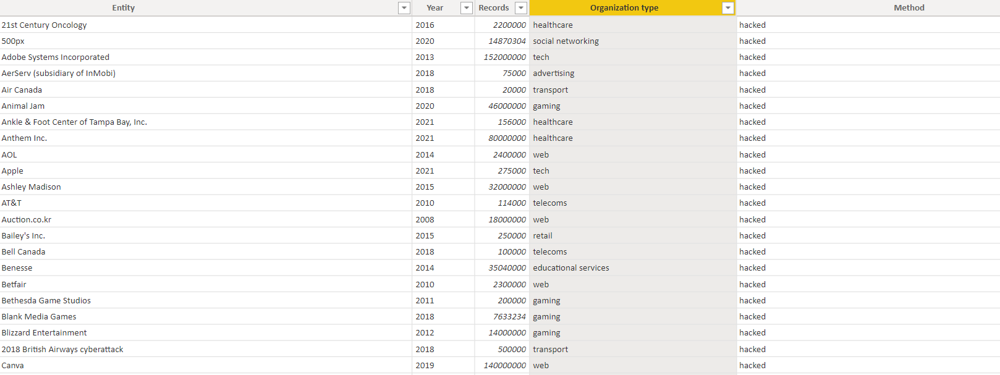 Entity Year Records Organization type Method
21st Century Oncology 2016 2200000 healthcare hacked
500px 2020 14870304 social networking hacked
Adobe Systems Incorporated 2013 152000000 tech hacked
AerServ (subsidiary of InMobi) 2018 75000 advertising hacked
Air Canada 2018 20000 transport hacked
Animal Jam 2020 46000000 gaming hacked
Ankle & Foot Center of Tampa Bay, Inc. 2021 156000 healthcare hacked
Anthem Inc. 2021 80000000 healthcare hacked
AOL 2014 2400000 web hacked
Apple 2021 275000 tech hacked
Ashley Madison 2015 32000000 web hacked
AT&T 2010 114000 telecoms hacked
Auction.co.kr 2008 18000000 web hacked
Bailey's Inc. 2015 250000 retail hacked
Bell Canada 2018 100000 telecoms hacked
Benesse 2014 35040000 educational services hacked
Betfair 2010 2300000 web hacked
Bethesda Game Studios 2011 200000 gaming hacked
Blank Media Games 2018 7633234 gaming hacked
Blizzard Entertainment 2012 14000000 gaming hacked
2018 British Airways cyberattack 2018 500000 transport hacked
Canva 2019 140000000 web hacked